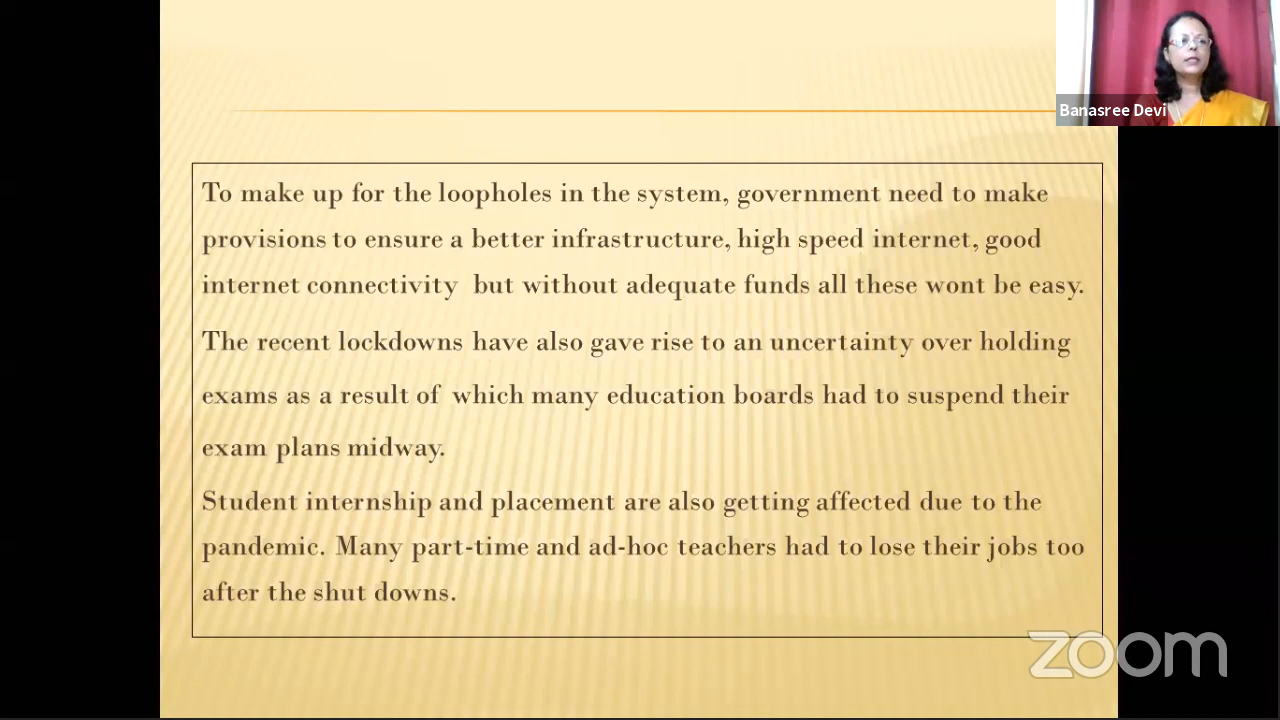 Banasree Devi
To make up for the loopholes in the system, government need to make
provisions to ensure a better infrastructure, high speed internet, good
internet connectivity  but without adequate funds all these wont be easy.
The recent lockdowns have also gave rise to an uncertainty over holding
exams as a result of  which many education boards had to suspend their
exam plans midway.
Student internship and placement are also getting affected due to the
pandemic. Many part-time and ad-hoc teachers had to lose their jobs too
after the shut downs.
zoom